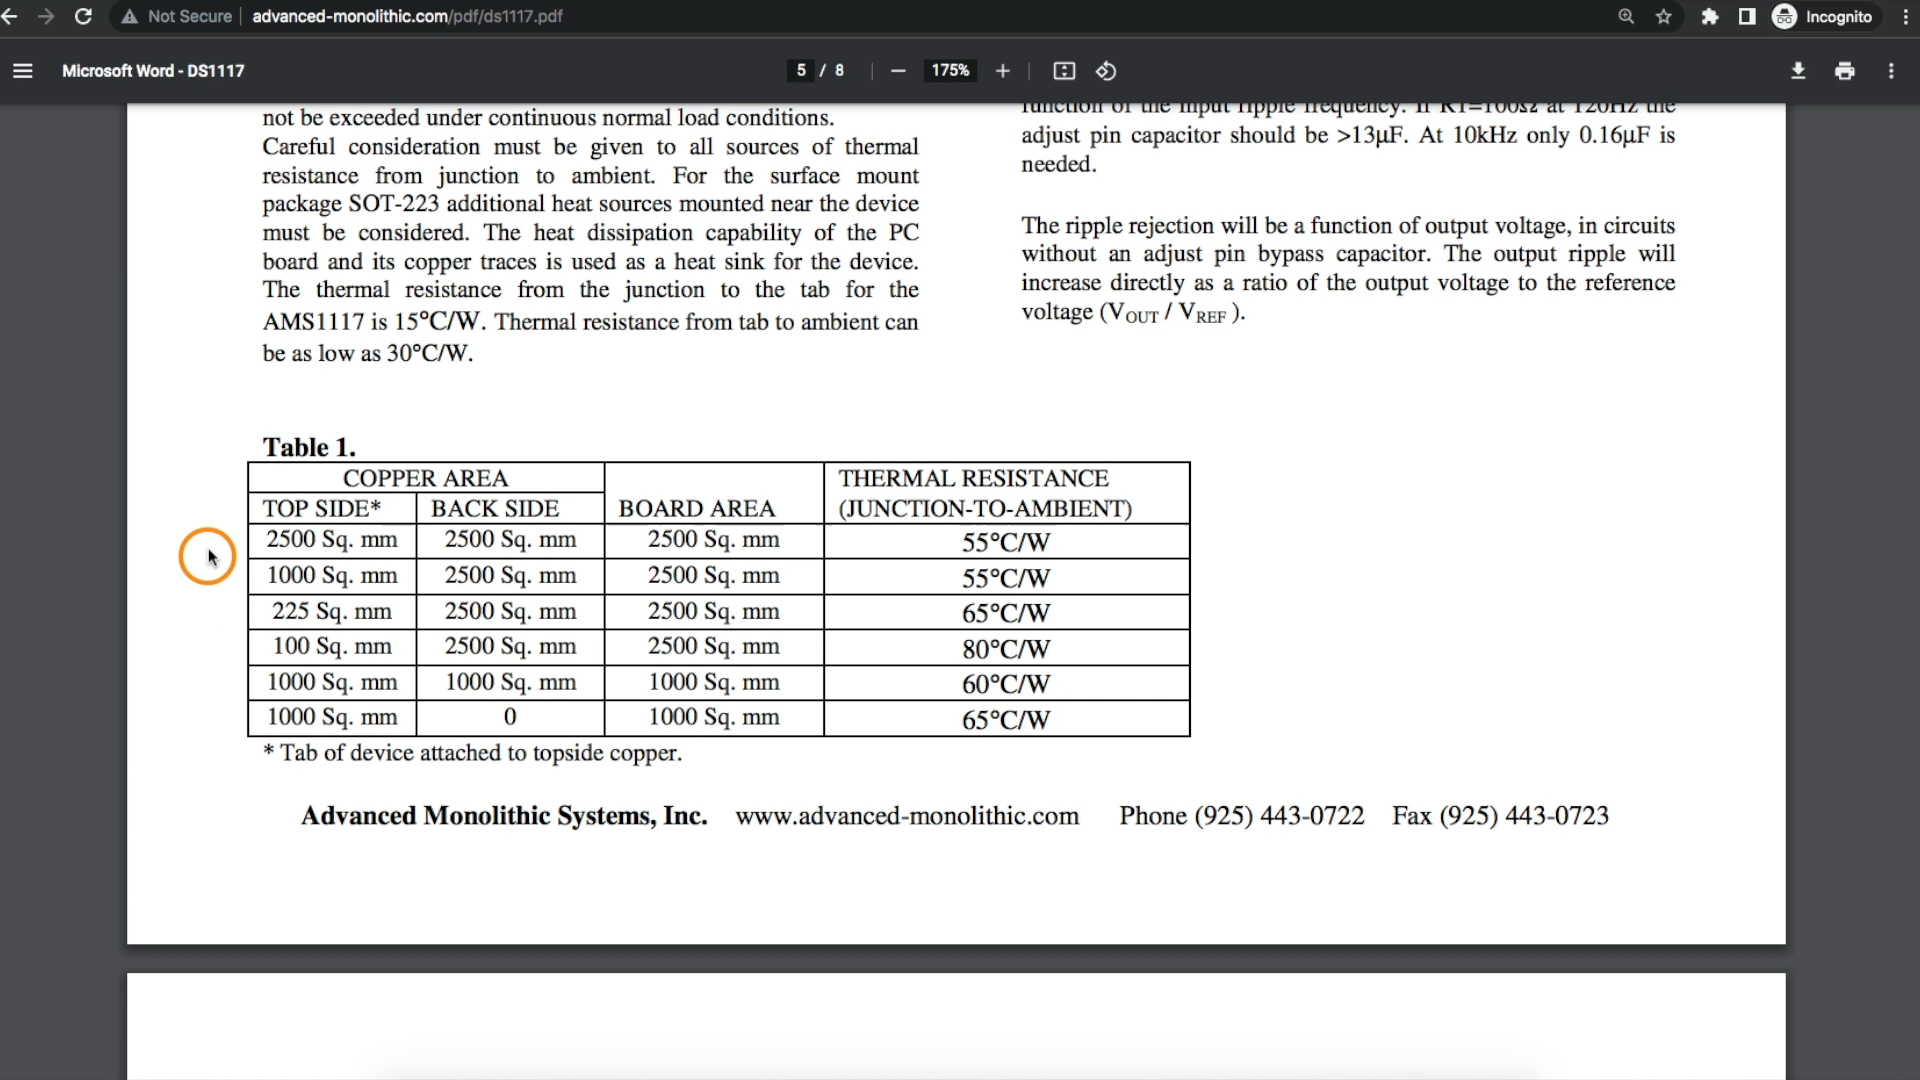 Not Secure
advanced-monolithic.com/pdf/ds1117.pdf
Incognito
Microsoft Word - DS1117
5 / 8
175%
not be exceeded under continuous normal load conditions.
Careful consideration must be given to all sources of thermal
resistance from junction to ambient. For the surface mount
package SOT-223 additional heat sources mounted near the device
must be considered. The heat dissipation capability of the PC
board and its copper traces is used as a heat sink for the device.
The thermal resistance from the junction to the tab for the
AMS1117 is 15°C/W. Thermal resistance from tab to ambient can
be as low as 30°C/W.
function of the input ripple frequency. If R1=100Ω at 120Hz the
adjust pin capacitor should be >13µF. At 10kHz only 0.16µF is
needed.
The ripple rejection will be a function of output voltage, in circuits
without an adjust pin bypass capacitor. The output ripple will
increase directly as a ratio of the output voltage to the reference
voltage (VOUT / VREF ).
Table 1.
COPPER AREA
THERMAL RESISTANCE
TOP SIDE* BACK SIDE BOARD AREA (JUNCTION-TO-AMBIENT)
2500 Sq. mm 2500 Sq. mm 2500 Sq. mm 55°C/W
1000 Sq. mm 2500 Sq. mm 2500 Sq. mm 55°C/W
225 Sq. mm 2500 Sq. mm 2500 Sq. mm 65°C/W
100 Sq. mm 2500 Sq. mm 2500 Sq. mm 80°C/W
1000 Sq. mm 1000 Sq. mm 1000 Sq. mm 60°C/W
1000 Sq. mm 0 1000 Sq. mm 65°C/W
* Tab of device attached to topside copper.
Advanced Monolithic Systems, Inc. www.advanced-monolithic.com Phone (925) 443-0722 Fax (925) 443-0723